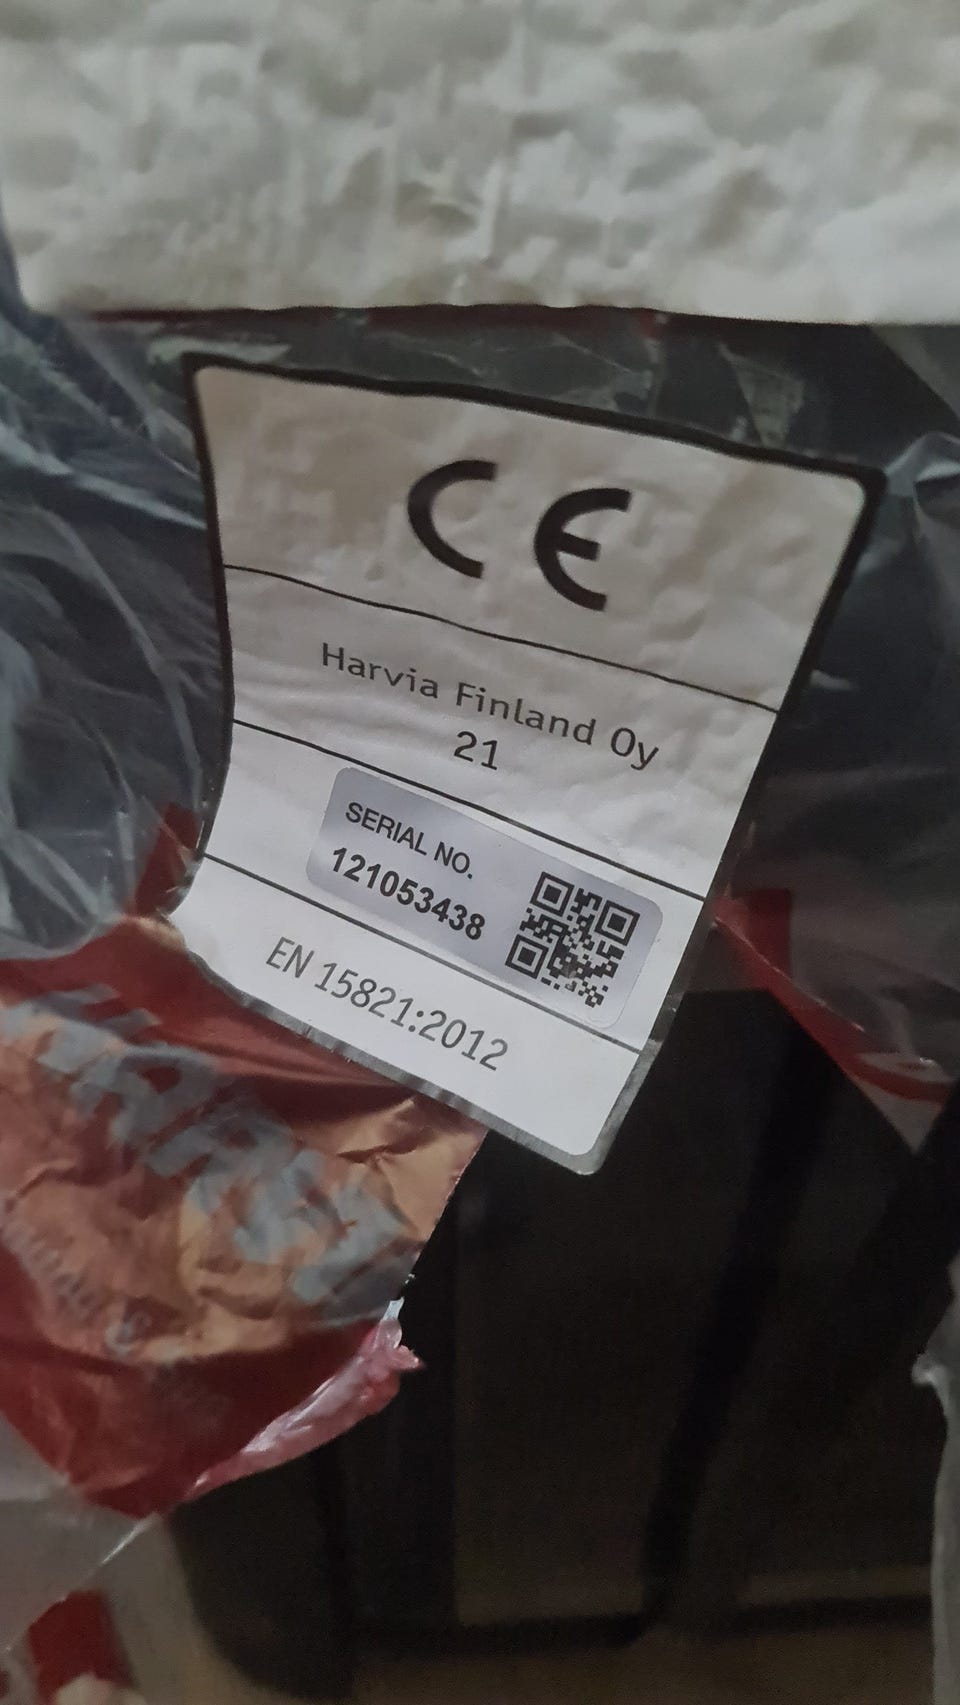 CE
Harvia Finland Oy
21
SERIAL NO.
121053438
EN 15821:2012